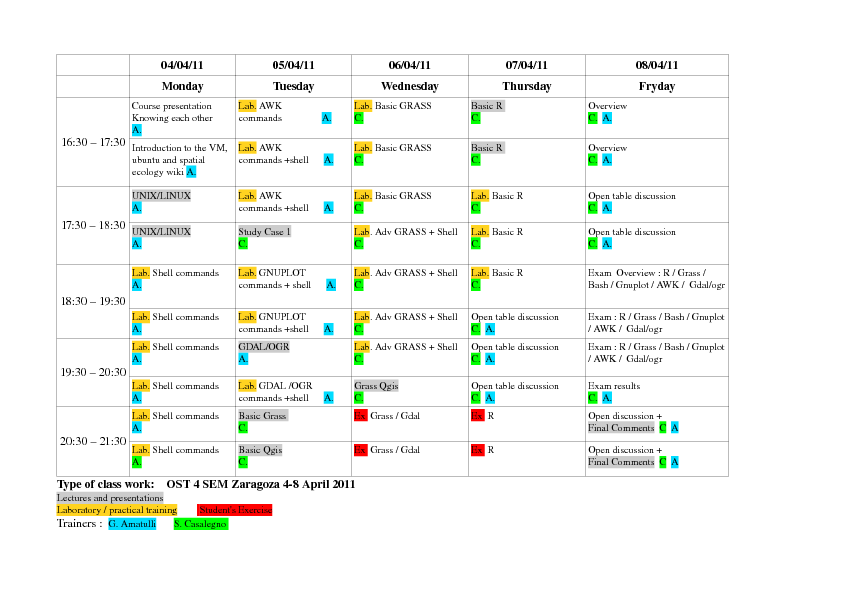 04/04/11 05/04/11 06/04/11 07/04/11 08/04/11
Monday Tuesday Wednesday Thursday Fryday
16:30 – 17:30
Course presentation
Knowing each other
A.
Lab. AWK
commands A.
Lab. Basic GRASS
C.
Basic R
C.
Overview
C. A.
Introduction to the VM,
ubuntu and spatial
ecology wiki A.
Lab. AWK
commands +shell A.
Lab. Basic GRASS
C.
Basic R
C.
Overview
C. A.
17:30 – 18:30
UNIX/LINUX
A.
Lab. AWK
commands +shell A.
Lab. Basic GRASS
C.
Lab. Basic R
C.
Open table discussion
C. A.
UNIX/LINUX
A.
Study Case 1
C.
Lab. Adv GRASS + Shell
C.
Lab. Basic R
C.
Open table discussion
C. A.
18:30 – 19:30
Lab. Shell commands
A.
Lab. GNUPLOT
commands + shell A.
Lab. Adv GRASS + Shell
C.
Lab. Basic R
C.
Exam Overview : R / Grass /
Bash / Gnuplot / AWK / Gdal/ogr
Lab. Shell commands
A.
Lab. GNUPLOT
commands +shell A.
Lab. Adv GRASS + Shell
C.
Open table discussion
C. A.
Exam : R / Grass / Bash / Gnuplot
/ AWK / Gdal/ogr
19:30 – 20:30
Lab. Shell commands
A.
GDAL/OGR
A.
Lab. Adv GRASS + Shell
C.
Open table discussion
C. A.
Exam : R / Grass / Bash / Gnuplot
/ AWK / Gdal/ogr
Lab. Shell commands
A.
Lab. GDAL /OGR
commands +shell A.
Grass Qgis
C.
Open table discussion
C. A.
Exam results
C. A.
20:30 – 21:30
Lab. Shell commands
A.
Basic Grass
C.
Ex. Grass / Gdal
Ex. R
Open discussion +
Final Comments C A
Lab. Shell commands
A.
Basic Qgis
C.
Ex. Grass / Gdal
Ex. R
Open discussion +
Final Comments C A
Type of class work: OST 4 SEM Zaragoza 4-8 April 2011
Lectures and presentations
Laboratory / practical training Student's Exercise
Trainers : G. Amatulli S. Casalegno